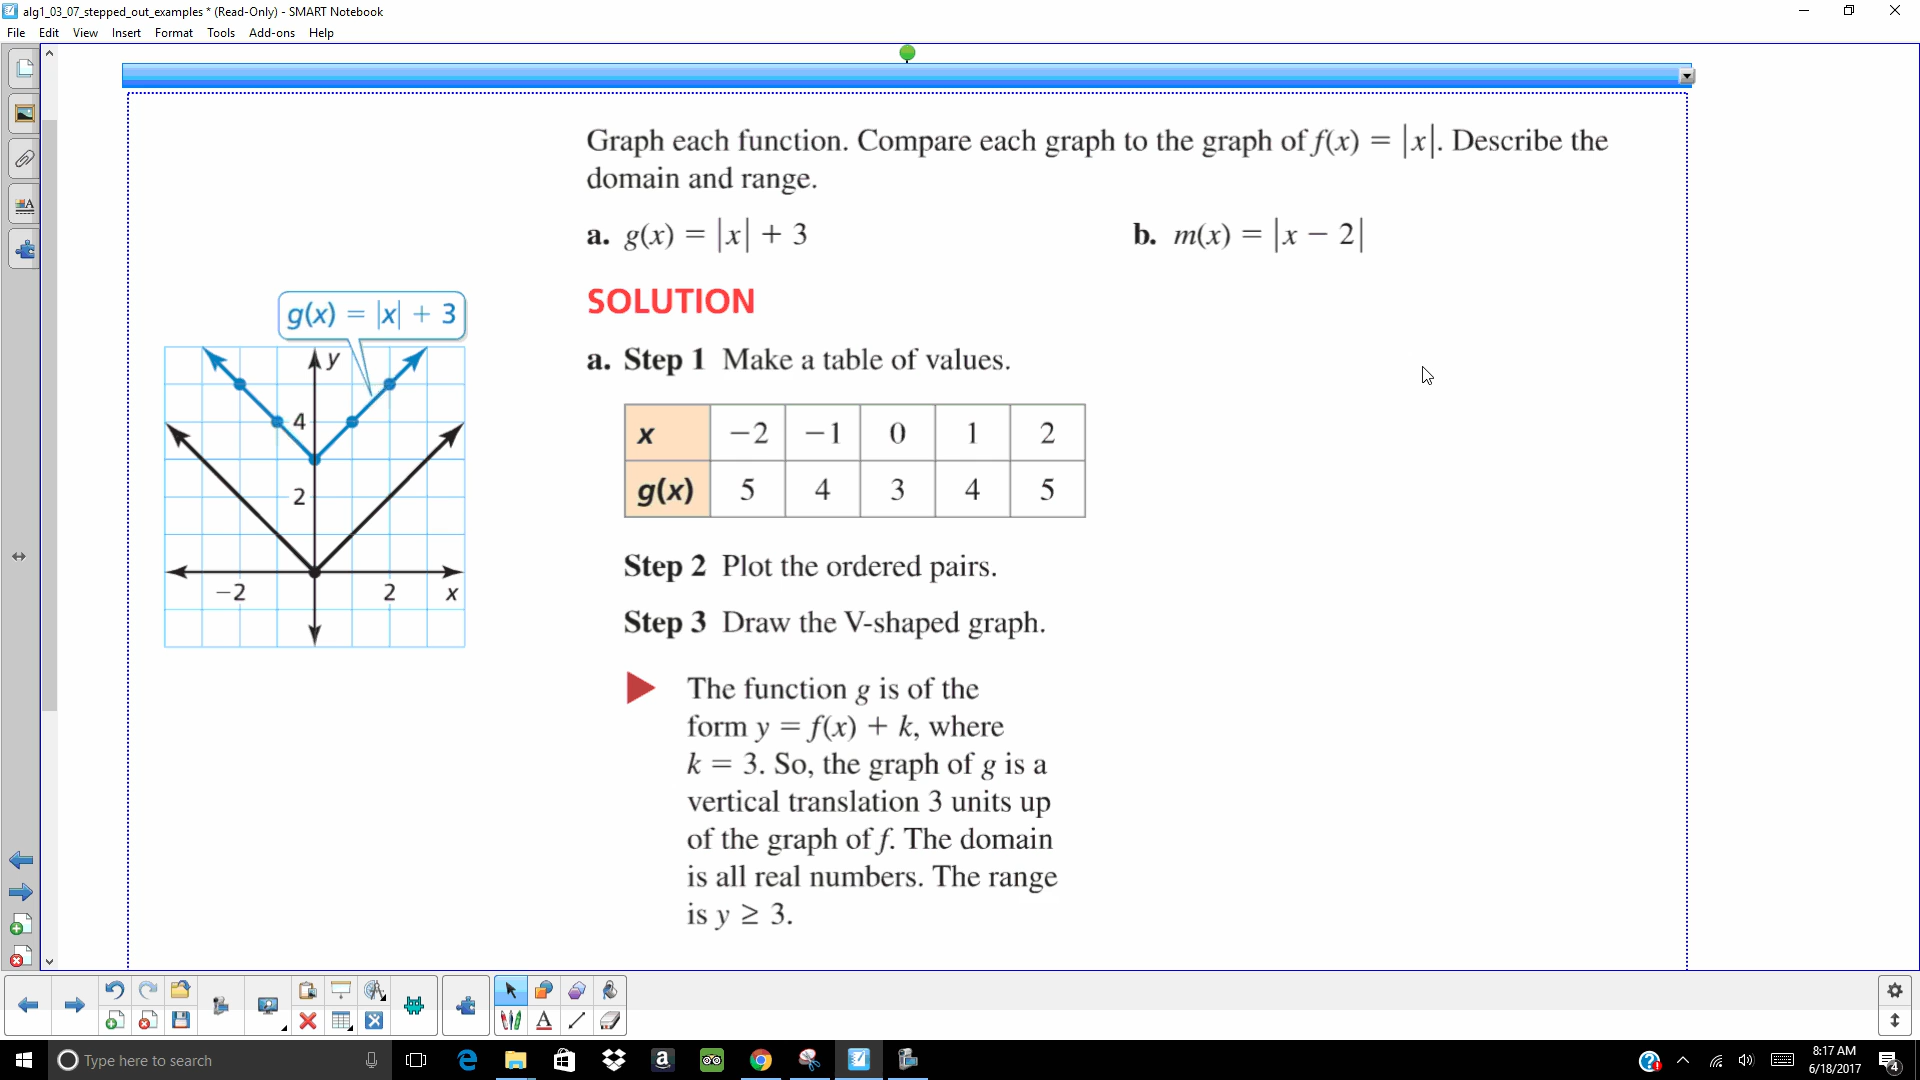 alg1_03_07_stepped_out_examples * (Read-Only) - SMART Notebook
File Edit View Insert Format Tools Add-ons Help
Graph each function. Compare each graph to the graph of f(x) = |x|. Describe the
domain and range.
a. g(x) = |x| + 3
b. m(x) = |x − 2|
SOLUTION
g(x) = |x| + 3
y
4
2
−2
2
x
a. Step 1 Make a table of values.
x −2 −1 0 1 2
g(x) 5 4 3 4 5
Step 2 Plot the ordered pairs.
Step 3 Draw the V-shaped graph.
The function g is of the
form y = f(x) + k, where
k = 3. So, the graph of g is a
vertical translation 3 units up
of the graph of f. The domain
is all real numbers. The range
is y ≥ 3.
Type here to search
8:17 AM
6/18/2017
4